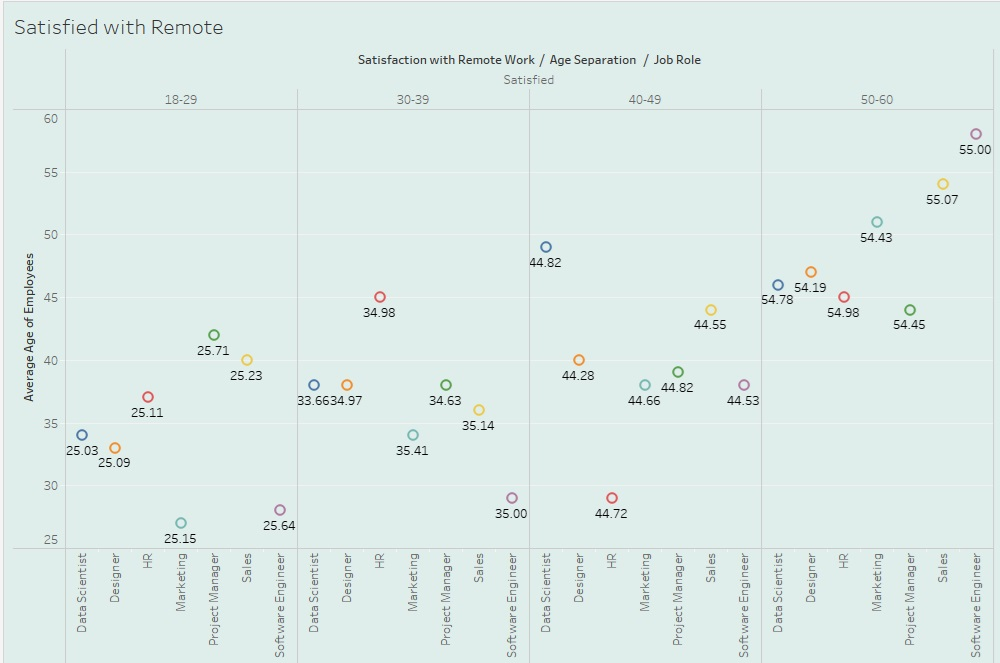 Satisfied with Remote
Satisfaction with Remote Work / Age Separation / Job Role
Satisfied
18-29 30-39 40-49 50-60
Average Age of Employees
60
55
50
45
40
35
30
25
25.03
25.09
25.11
25.15
25.71
25.23
25.64
33.66
34.97
34.98
35.41
34.63
35.14
35.00
44.82
44.28
44.72
44.66
44.82
44.55
44.53
54.78
54.19
54.98
54.43
54.45
55.07
55.00
Data Scientist
Designer
HR
Marketing
Project Manager
Sales
Software Engineer
Data Scientist
Designer
HR
Marketing
Project Manager
Sales
Software Engineer
Data Scientist
Designer
HR
Marketing
Project Manager
Sales
Software Engineer
Data Scientist
Designer
HR
Marketing
Project Manager
Sales
Software Engineer